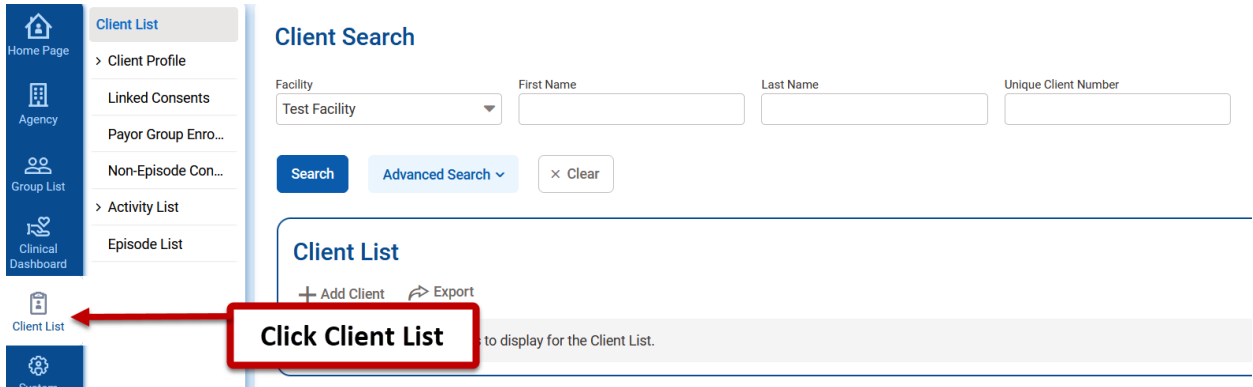 Home Page
Agency
Group List
Clinical
Dashboard
Client List
Client List
Client Profile
Linked Consents
Payor Group Enro...
Non-Episode Con...
Activity List
Episode List
Client Search
Facility First Name Last Name Unique Client Number
Test Facility
Search Advanced Search Clear
Client List
Add Client Export
Click Client List
to display for the Client List.